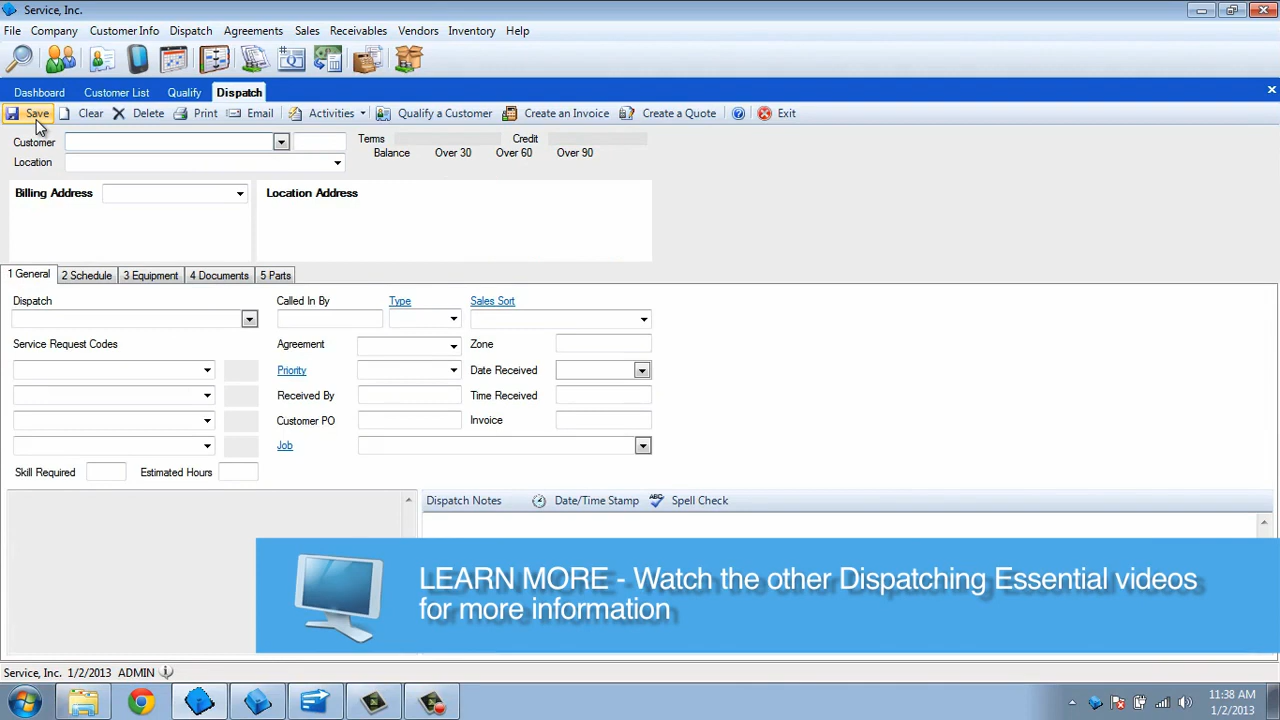 Service, Inc.
File Company Customer Info Dispatch Agreements Sales Receivables Vendors Inventory Help
Dashboard Customer List Qualify Dispatch
Save Clear Delete Print Email Activities Qualify a Customer Create an Invoice Create a Quote Exit
Customer Terms Credit
Balance Over 30 Over 60 Over 90
Location
Billing Address Location Address
1 General 2 Schedule 3 Equipment 4 Documents 5 Parts
Dispatch Called In By Type Sales Sort
Service Request Codes Agreement Zone
Priority Date Received
Received By Time Received
Customer PO Invoice
Job
Skill Required Estimated Hours
Dispatch Notes Date/Time Stamp ABC Spell Check
LEARN MORE - Watch the other Dispatching Essential videos
for more information
Service, Inc. 1/2/2013 ADMIN
11:38 AM
1/2/2013